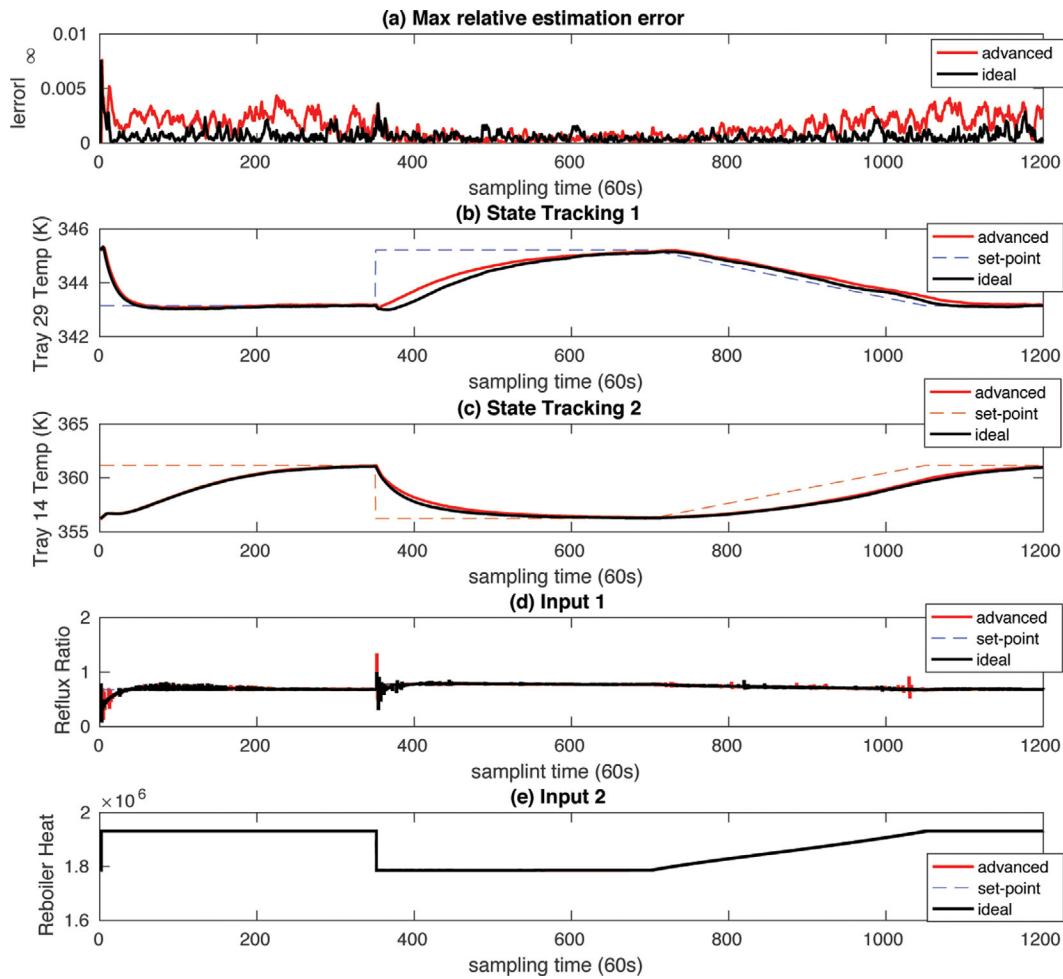 (a) Max relative estimation error
0.01
0.005
0
|error|∞
advanced
ideal
0 200 400 600 800 1000 1200
sampling time (60s)
(b) State Tracking 1
346
344
342
Tray 29 Temp (K)
advanced
set-point
ideal
0 200 400 600 800 1000 1200
sampling time (60s)
(c) State Tracking 2
365
360
355
Tray 14 Temp (K)
advanced
set-point
ideal
0 200 400 600 800 1000 1200
sampling time (60s)
(d) Input 1
2
1
0
Reflux Ratio
advanced
set-point
ideal
0 200 400 600 800 1000 1200
samplint time (60s)
(e) Input 2
×10⁶
2
1.8
1.6
Reboiler Heat
advanced
set-point
ideal
0 200 400 600 800 1000 1200
sampling time (60s)